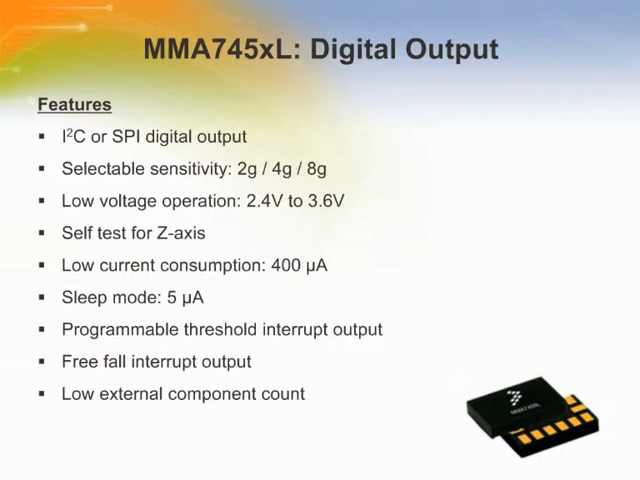 MMA745xL: Digital Output
Features
▪ I²C or SPI digital output
▪ Selectable sensitivity: 2g / 4g / 8g
▪ Low voltage operation: 2.4V to 3.6V
▪ Self test for Z-axis
▪ Low current consumption: 400 µA
▪ Sleep mode: 5 µA
▪ Programmable threshold interrupt output
▪ Free fall interrupt output
▪ Low external component count